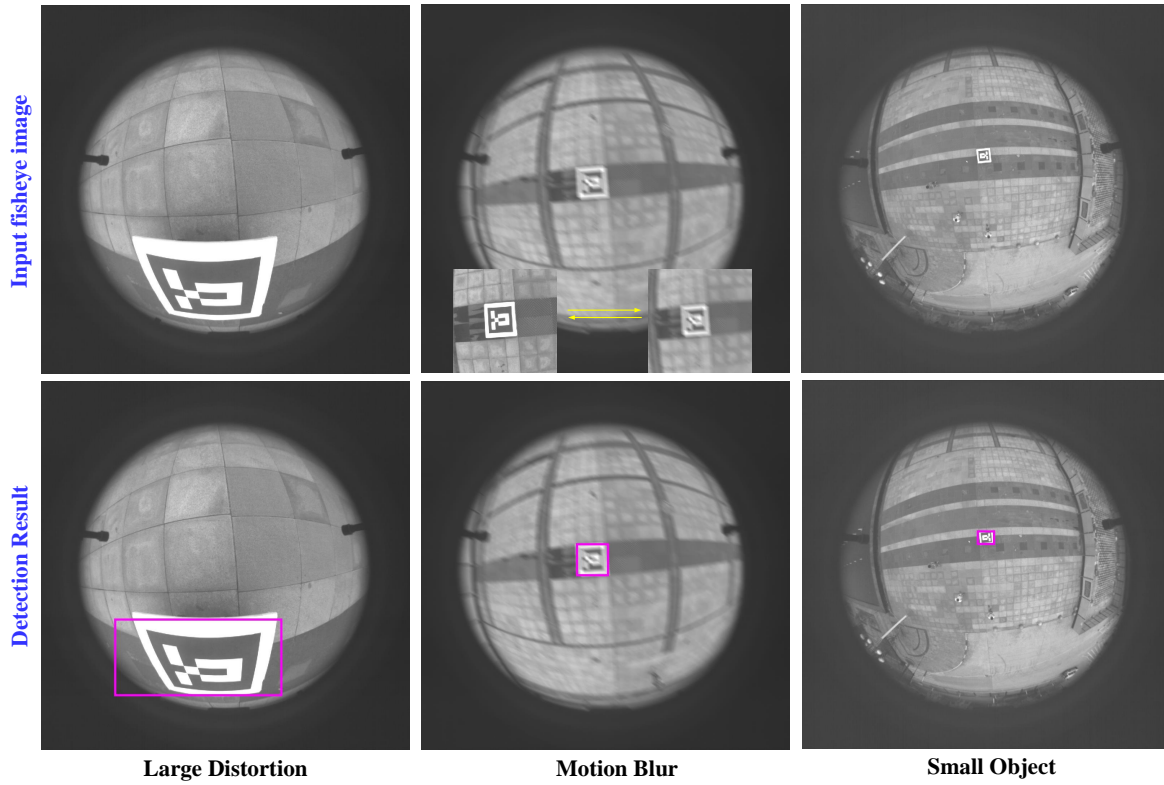 Input fisheye image
Detection Result
Large Distortion
Motion Blur
Small Object